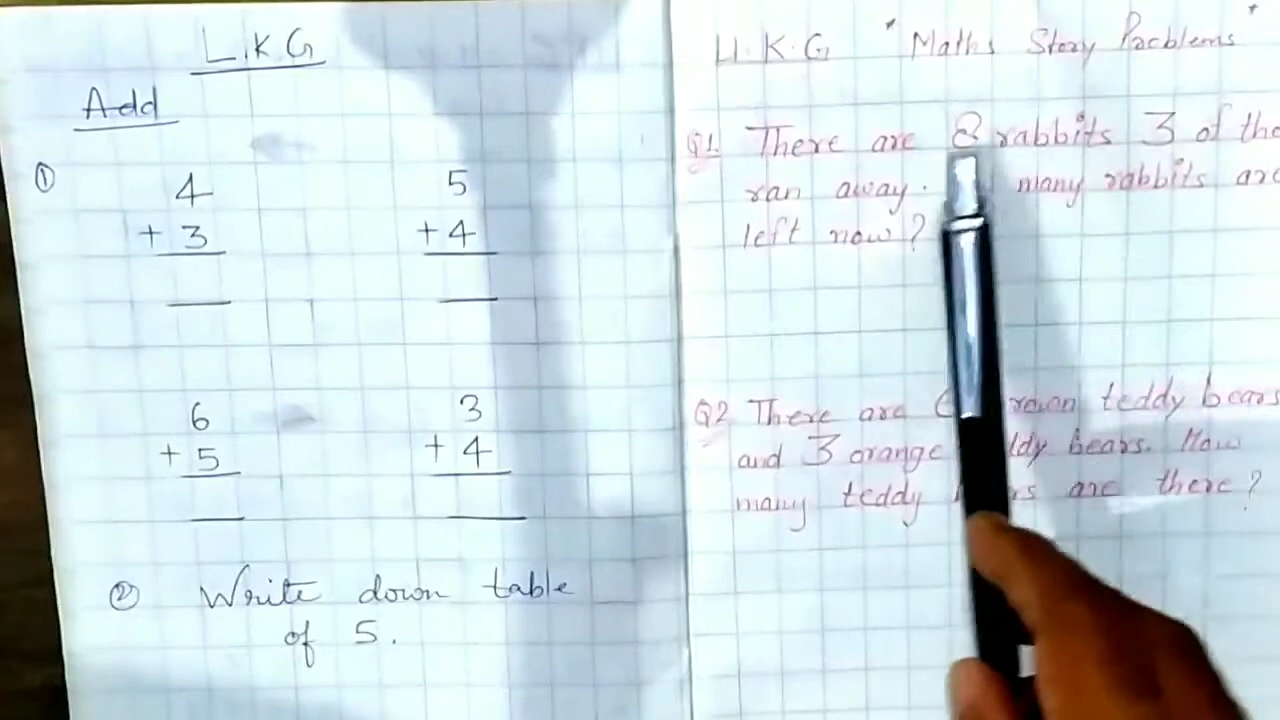 L.K.G
Add
①
4
+ 3
5
+ 4
6
+ 5
3
+ 4
② Write down table
of 5.
U.K.G "Maths Story Problems"
Q1. There are 8 rabbits 3 of the
ran away. many rabbits are
left now?
Q2 There are teddy bears
and 3 orange bears. How
many teddy are there?